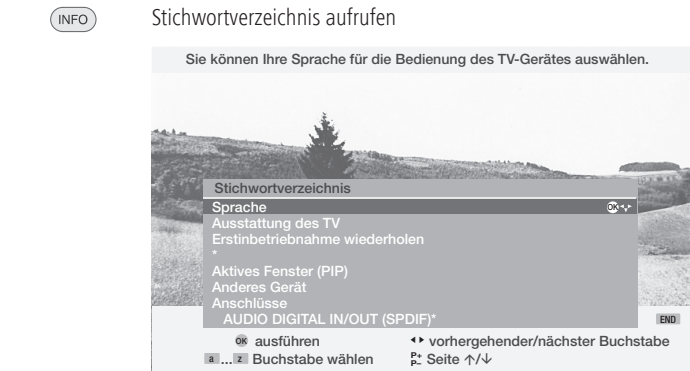 INFO Stichwortverzeichnis aufrufen
Sie können Ihre Sprache für die Bedienung des TV-Gerätes auswählen.
Stichwortverzeichnis
Sprache OK
Ausstattung des TV
Erstinbetriebnahme wiederholen
*
Aktives Fenster (PIP)
Anderes Gerät
Anschlüsse
AUDIO DIGITAL IN/OUT (SPDIF)*
END
OK ausführen vorhergehender/nächster Buchstabe
a ... z Buchstabe wählen P+ P– Seite ↑/↓